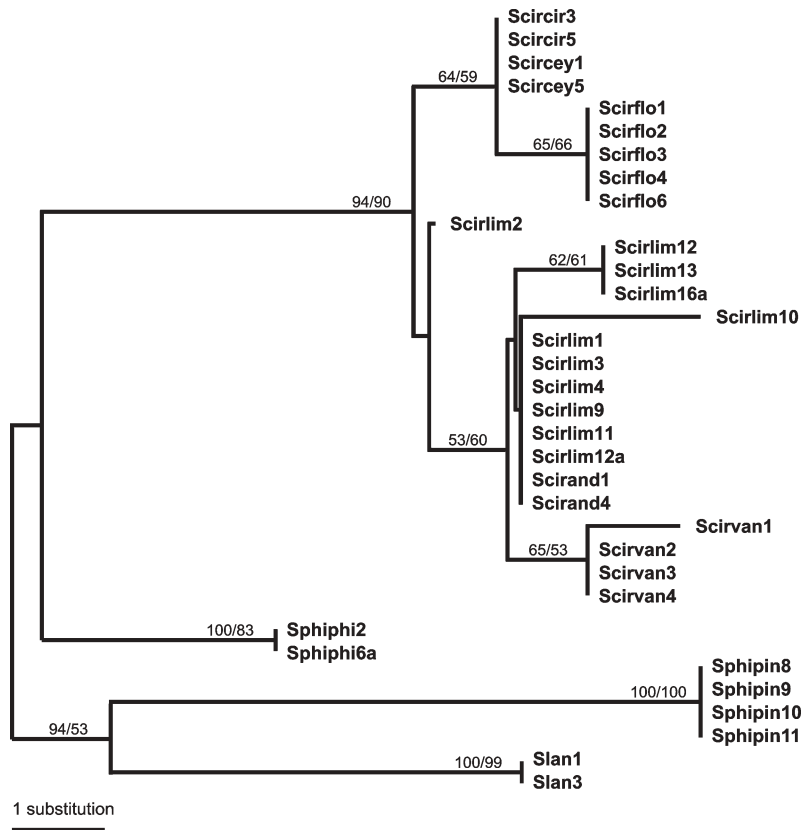 Scircir3
Scircir5
Scircey1
64/59
Scircey5
Scirflo1
Scirflo2
65/66
Scirflo3
Scirflo4
Scirflo6
94/90
Scirlim2
Scirlim12
62/61
Scirlim13
Scirlim16a
Scirlim10
Scirlim1
Scirlim3
Scirlim4
Scirlim9
Scirlim11
53/60
Scirlim12a
Scirand1
Scirand4
Scirvan1
65/53
Scirvan2
Scirvan3
Scirvan4
100/83
Sphiphi2
Sphiphi6a
Sphipin8
100/100
Sphipin9
Sphipin10
Sphipin11
94/53
100/99
Slan1
Slan3
1 substitution